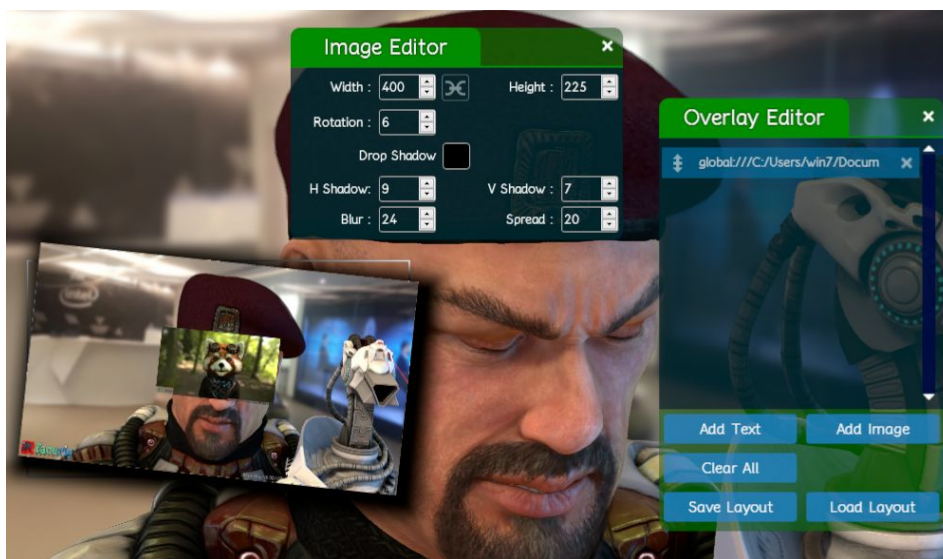 Image Editor
Width : 400
Height : 225
Rotation : 6
Drop Shadow
H Shadow: 9
V Shadow : 7
Blur : 24
Spread : 20
Overlay Editor
global:///C:/Users/win7/Docum
Add Text
Add Image
Clear All
Save Layout
Load Layout
intel